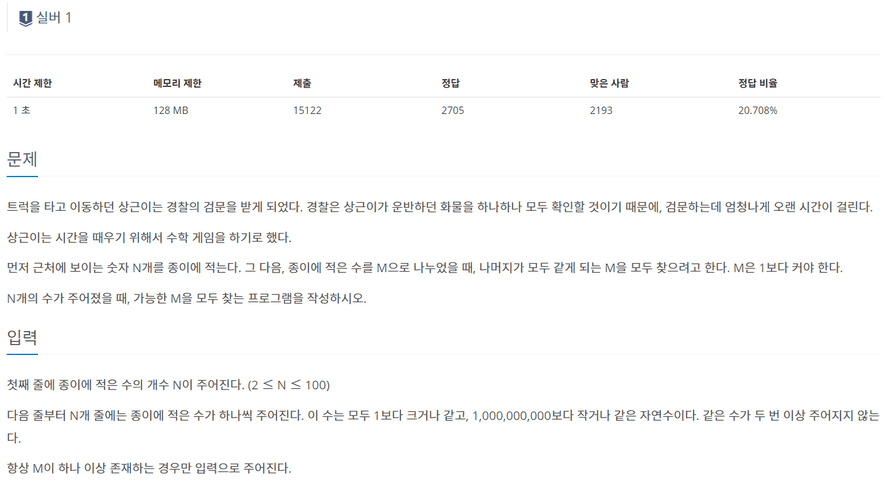 1 실버 1
시간 제한 메모리 제한 제출 정답 맞은 사람 정답 비율
1 초 128 MB 15122 2705 2193 20.708%
문제
트럭을 타고 이동하던 상근이는 경찰의 검문을 받게 되었다. 경찰은 상근이가 운반하던 화물을 하나하나 모두 확인할 것이기 때문에, 검문하는데 엄청나게 오랜 시간이 걸린다.
상근이는 시간을 때우기 위해서 수학 게임을 하기로 했다.
먼저 근처에 보이는 숫자 N개를 종이에 적는다. 그 다음, 종이에 적은 수를 M으로 나누었을 때, 나머지가 모두 같게 되는 M을 모두 찾으려고 한다. M은 1보다 커야 한다.
N개의 수가 주어졌을 때, 가능한 M을 모두 찾는 프로그램을 작성하시오.
입력
첫째 줄에 종이에 적은 수의 개수 N이 주어진다. (2 ≤ N ≤ 100)
다음 줄부터 N개 줄에는 종이에 적은 수가 하나씩 주어진다. 이 수는 모두 1보다 크거나 같고, 1,000,000,000보다 작거나 같은 자연수이다. 같은 수가 두 번 이상 주어지지 않는
다.
항상 M이 하나 이상 존재하는 경우만 입력으로 주어진다.